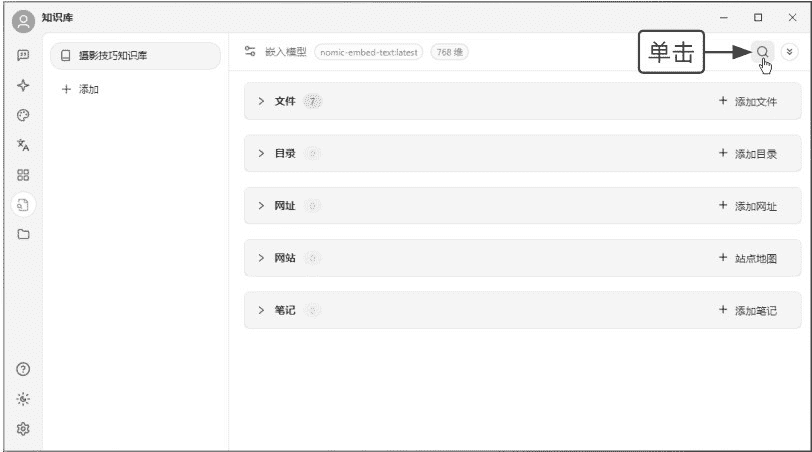 知识库
摄影技巧知识库
添加
嵌入模型 nomic-embed-text:latest 768 维
单击
文件 7 添加文件
目录 0 添加目录
网址 0 添加网址
网站 0 站点地图
笔记 0 添加笔记